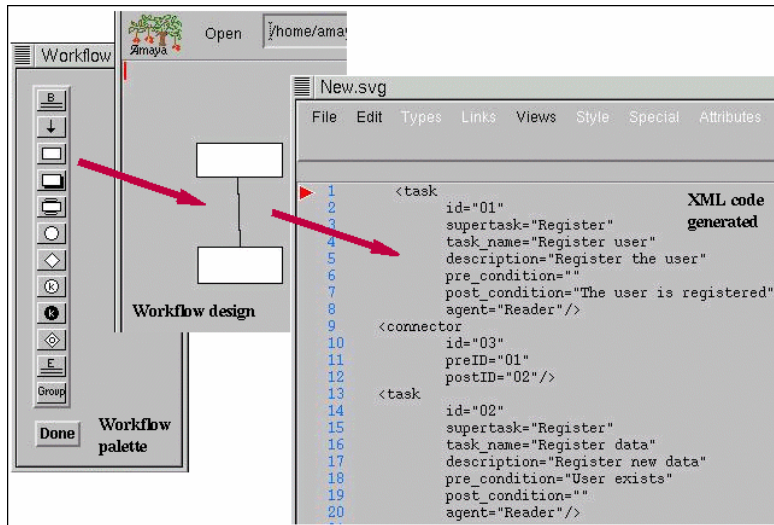 Workflow
B
K
K
E
Group
Done
Workflow
palette
Amaya
Open
/home/amay
Workflow design
New.svg
File Edit Types Links Views Style Special Attributes
XML code
generated
1 <task
2 id="01"
3 supertask="Register"
4 task_name="Register user"
5 description="Register the user"
6 pre_condition=""
7 post_condition="The user is registered"
8 agent="Reader"/>
9 <connector
10 id="03"
11 preID="01"
12 postID="02"/>
13 <task
14 id="02"
15 supertask="Register"
16 task_name="Register data"
17 description="Register new data"
18 pre_condition="User exists"
19 post_condition=""
20 agent="Reader"/>